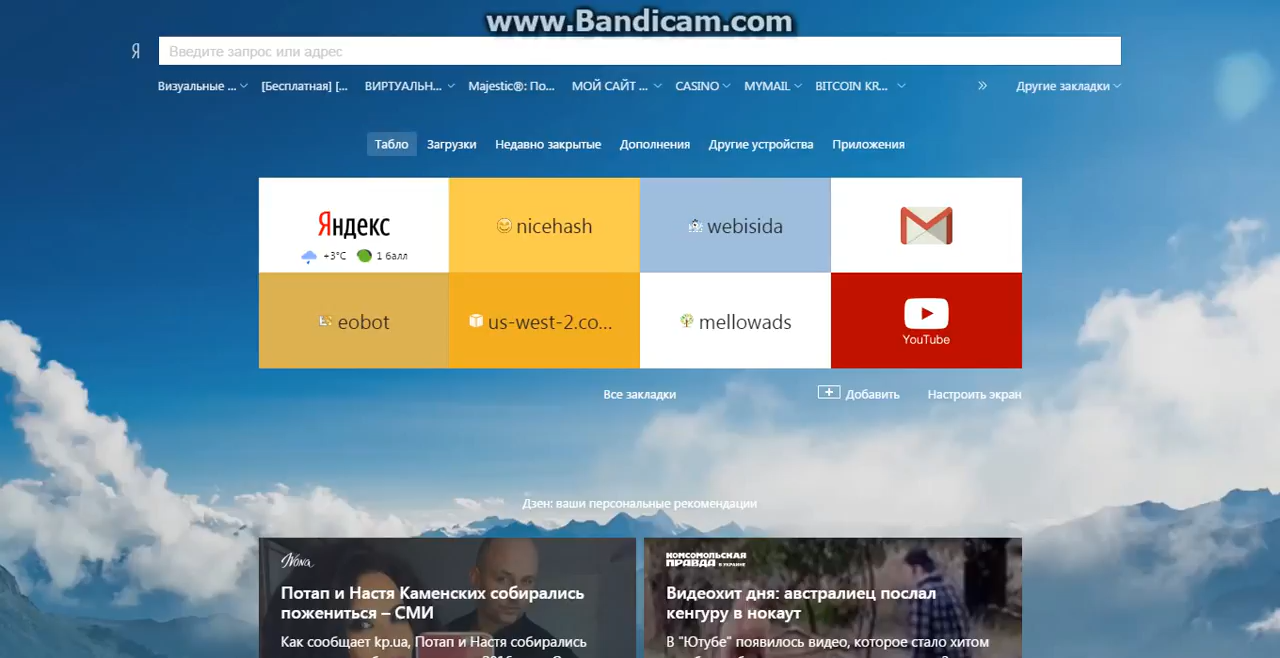 www.Bandicam.com
Я Введите запрос или адрес
Визуальные ... [Бесплатная] [... ВИРТУАЛЬН... Majestic®: По... МОЙ САЙТ ... CASINO MYMAIL BITCOIN KR... » Другие закладки
Табло Загрузки Недавно закрытые Дополнения Другие устройства Приложения
Яндекс
+3°C 1 балл
nicehash
webisida
eobot
us-west-2.co...
mellowads
YouTube
Все закладки Добавить Настроить экран
Дзен: ваши персональные рекомендации
Потап и Настя Каменских собирались
пожениться – СМИ
Как сообщает kp.ua, Потап и Настя собирались
КОМСОМОЛЬСКАЯ
ПРАВДА В УКРАИНЕ
Видеохит дня: австралиец послал
кенгуру в нокаут
В "Ютубе" появилось видео, которое стало хитом